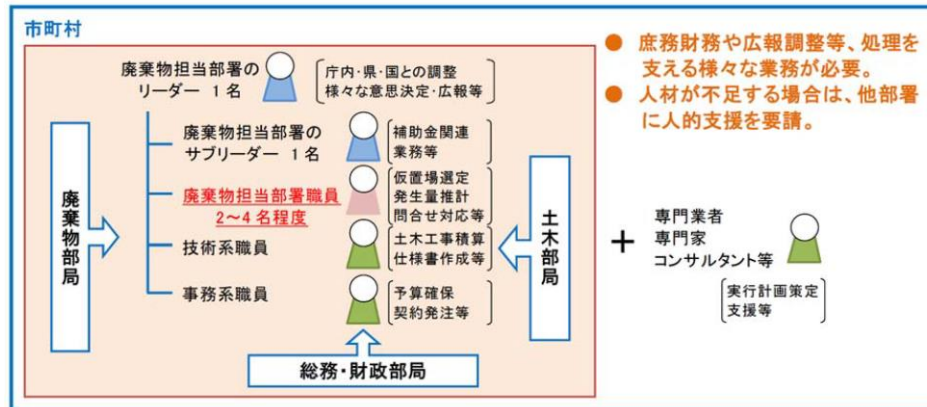 市町村
廃棄物担当部署の
リーダー 1名
庁内・県・国との調整
様々な意思決定・広報等
廃棄物担当部署の
サブリーダー 1名
補助金関連
業務等
廃棄物担当部署職員
2～4名程度
仮置場選定
発生量推計
問合せ対応等
技術系職員
土木工事積算
仕様書作成等
事務系職員
予算確保
契約発注等
廃棄物部局
土木部局
総務・財政部局
● 庶務財務や広報調整等、処理を
支える様々な業務が必要。
● 人材が不足する場合は、他部署
に人的支援を要請。
＋
専門業者
専門家
コンサルタント等
実行計画策定
支援等